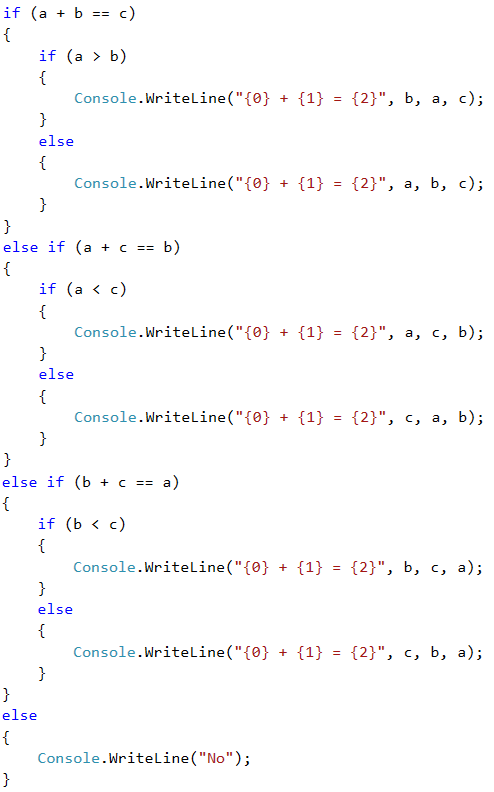 if (a + b == c)
{
    if (a > b)
    {
        Console.WriteLine("{0} + {1} = {2}", b, a, c);
    }
    else
    {
        Console.WriteLine("{0} + {1} = {2}", a, b, c);
    }
}
else if (a + c == b)
{
    if (a < c)
    {
        Console.WriteLine("{0} + {1} = {2}", a, c, b);
    }
    else
    {
        Console.WriteLine("{0} + {1} = {2}", c, a, b);
    }
}
else if (b + c == a)
{
    if (b < c)
    {
        Console.WriteLine("{0} + {1} = {2}", b, c, a);
    }
    else
    {
        Console.WriteLine("{0} + {1} = {2}", c, b, a);
    }
}
else
{
    Console.WriteLine("No");
}